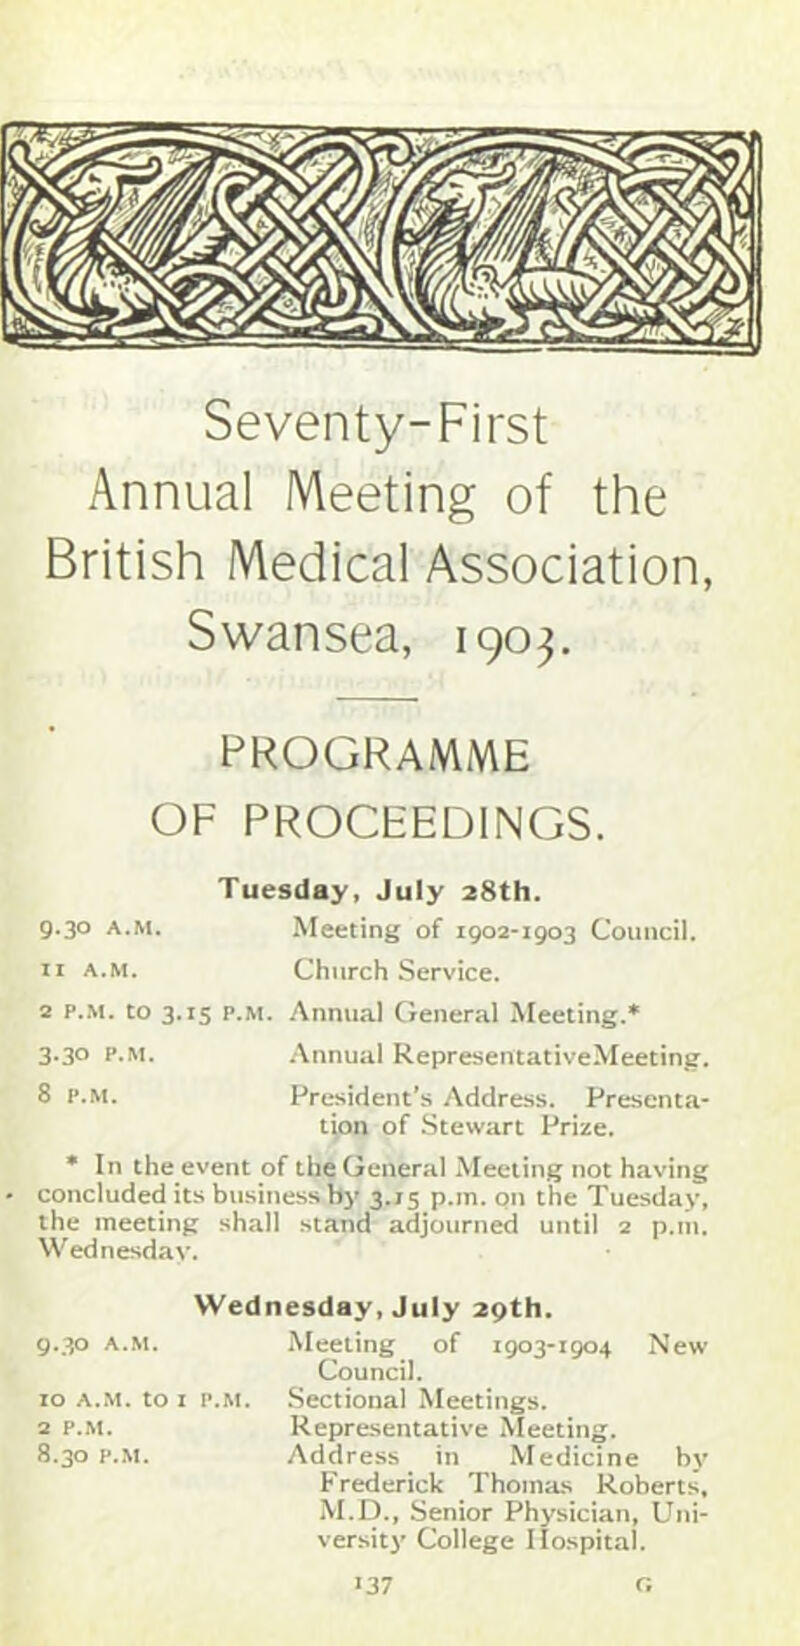 Seventy-First
Annual Meeting of the
British Medical Association,
Swansea, 1903.
PROGRAMME
OF PROCEEDINGS.
Tuesday, July 28th.
9.30 A.M. Meeting of 1902-1903 Council.
11 A.M. Church Service.
2 P.M. to 3.15 P.M. Annual General Meeting.*
3.30 P.M. Annual RepresentativeMeeting.
8 P.M. President's Address. Presenta-
tion of Stewart Prize.
* In the event of the General Meeting not having
concluded its business by 3.15 p.m. on the Tuesday,
the meeting shall stand adjourned until 2 p.m.
Wednesday.
Wednesday, July 29th.
9.30 A.M. Meeting of 1903-1904 New
Council.
10 A.M. to 1 P.M. Sectional Meetings.
2 P.M. Representative Meeting.
8.30 P.M. Address in Medicine by
Frederick Thomas Roberts,
M.D., Senior Physician, Uni-
versity College Hospital.
137 G